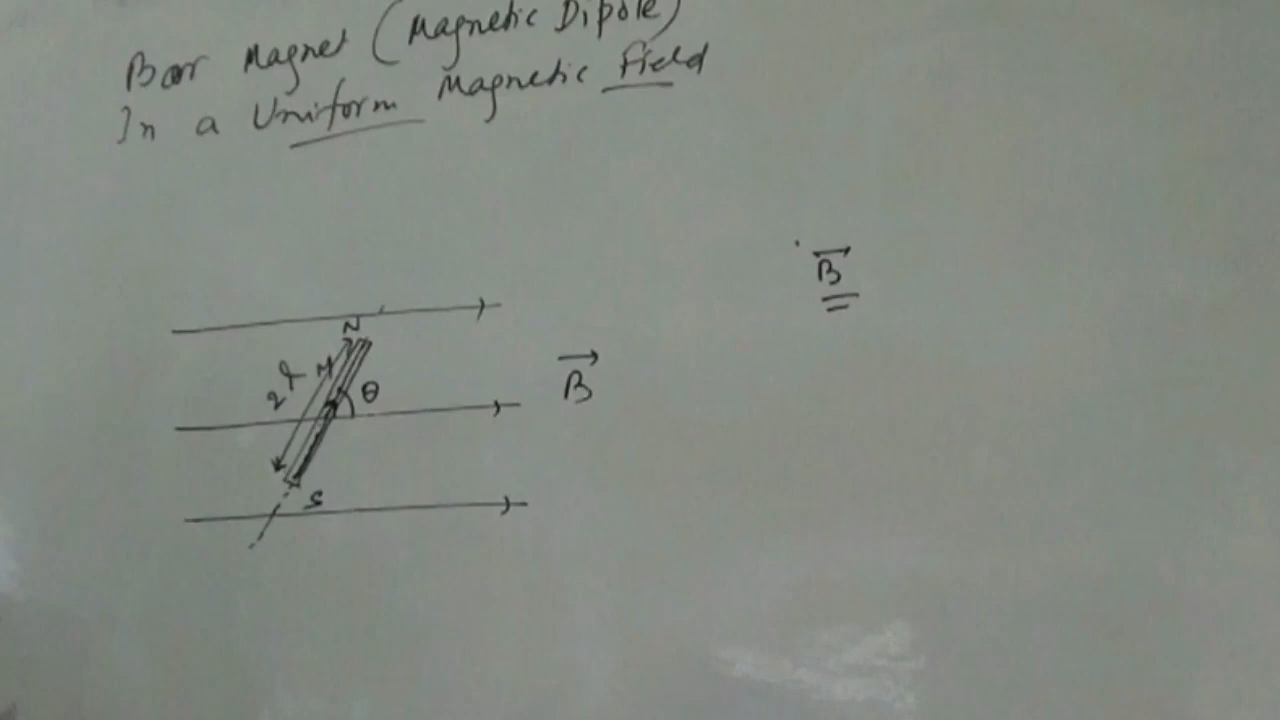 Bar Magnet (Magnetic Dipole)
In a Uniform Magnetic Field
B
N
2l
θ
B
S